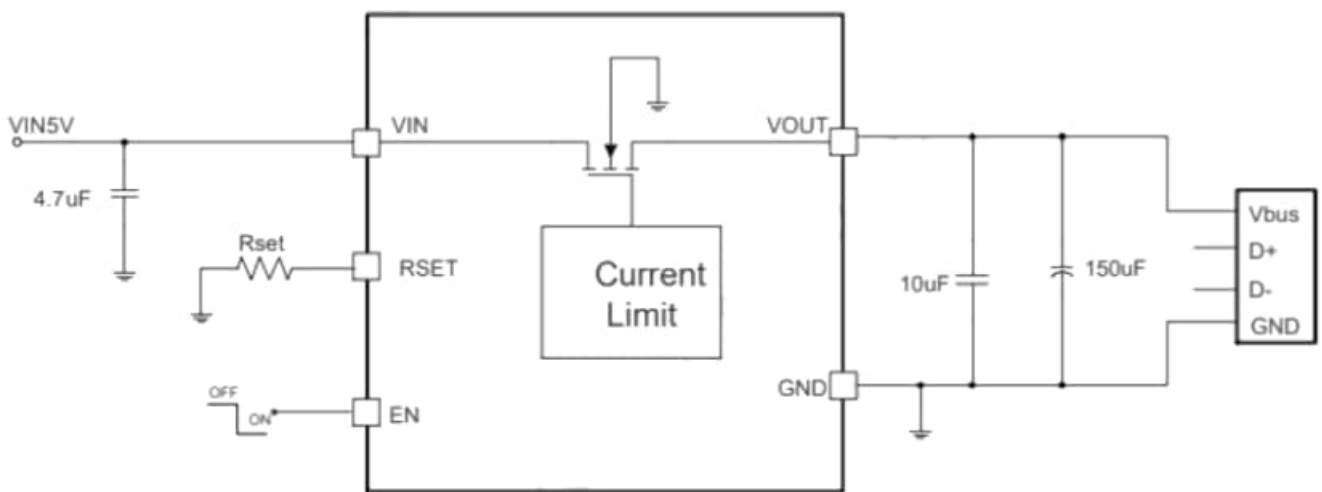 VIN5V
4.7uF
Rset
OFF
ON
VIN
RSET
EN
Current
Limit
VOUT
GND
10uF
150uF
Vbus
D+
D-
GND